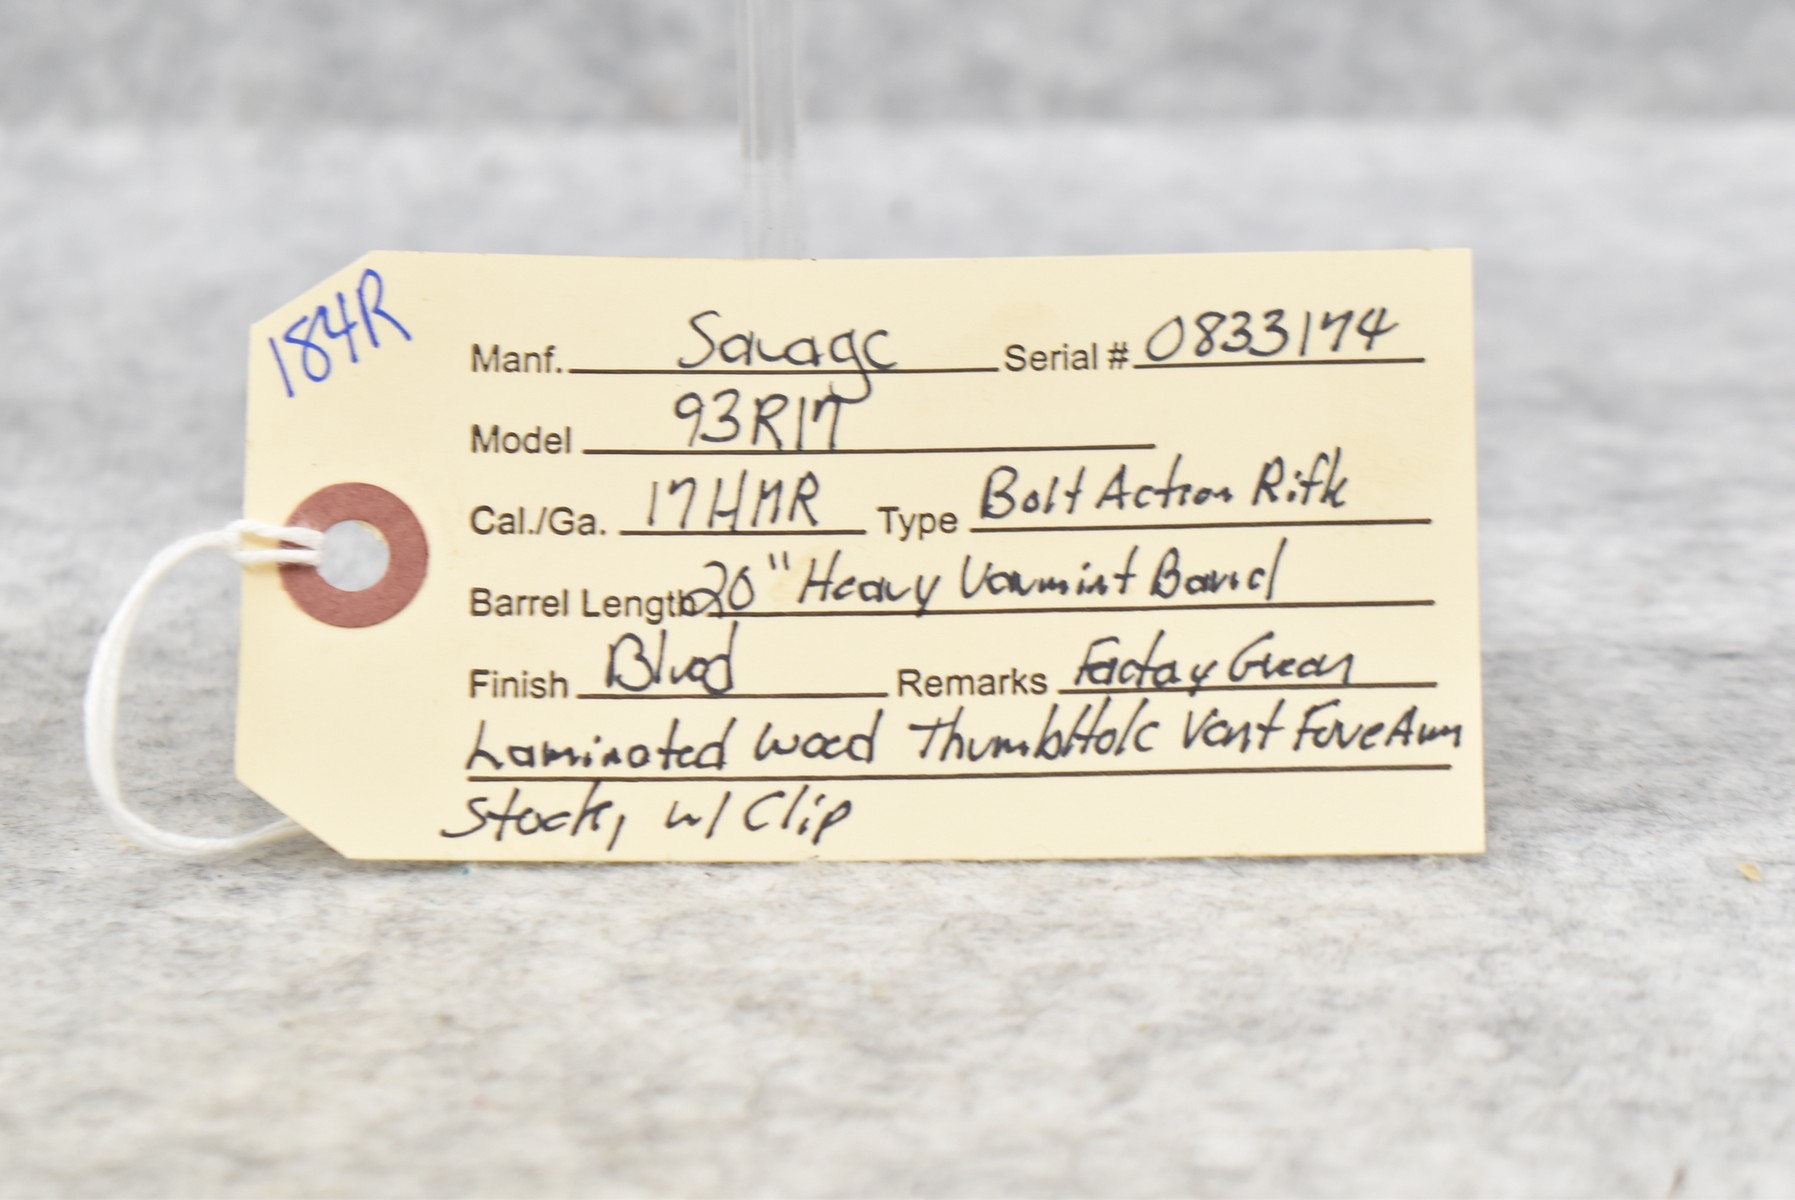 184R
Manf. Savage Serial # 0833174
Model 93R17
Cal./Ga. 17HMR Type Bolt Action Rifle
Barrel Length 20" Heavy Varmint Barrel
Finish Blued Remarks Factory Green
Laminated Wood ThumbHole Vent ForeArm
Stock, w/ Clip